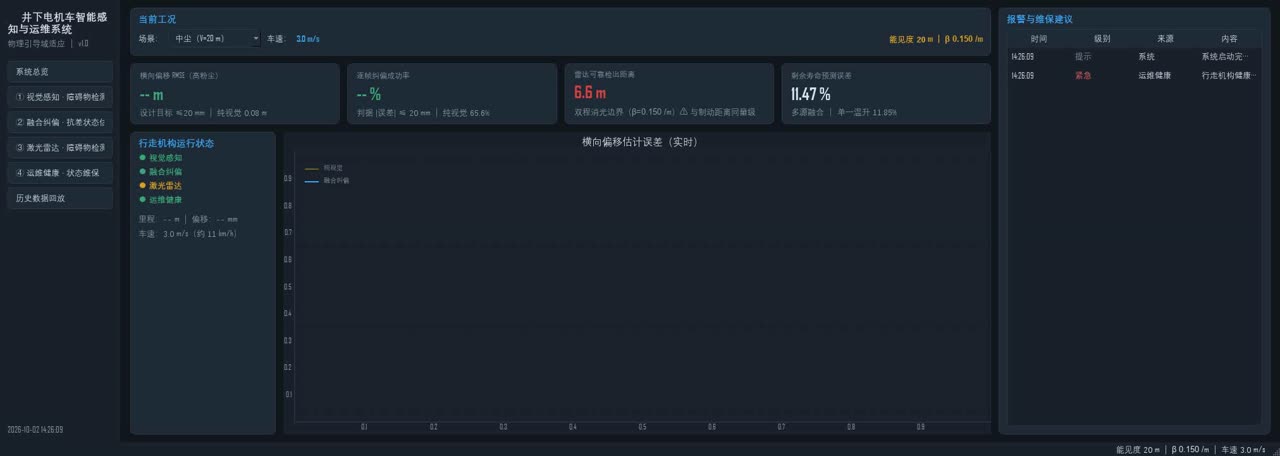 井下电机车智能感
知与运维系统
物理引导域适应 | v1.0
系统总览
① 视觉感知 · 障碍物检测
② 融合纠偏 · 抗差状态估
③ 激光雷达 · 障碍物检测
④ 运维健康 · 状态维保
历史数据回放
2026-10-02 14:26:09
当前工况
场景: 中尘 (V=20 m) 车速: 3.0 m/s
能见度 20 m | β 0.150 /m
横向偏移 RMSE (高粉尘)
-- m
设计目标 ≤20 mm | 纯视觉 0.08 m
逐帧纠偏成功率
-- %
判据 |误差| ≤ 20 mm | 纯视觉 65.6%
雷达可靠检出距离
6.6 m
双程消光边界 (β=0.150 /m) ⚠ 与制动距离同量级
剩余寿命预测误差
11.47 %
多源融合 | 单一温升 11.85%
行走机构运行状态
● 视觉感知
● 融合纠偏
● 激光雷达
● 运维健康
里程: -- m | 偏移: -- mm
车速: 3.0 m/s (约 11 km/h)
横向偏移估计误差 (实时)
纯视觉
融合纠偏
0.9
0.8
0.7
0.6
0.5
0.4
0.3
0.2
0.1
0.1 0.2 0.3 0.4 0.5 0.6 0.7 0.8 0.9
报警与维保建议
时间 级别 来源 内容
14:26:09 提示 系统 系统启动完…
14:26:09 紧急 运维健康 行走机构健康…
能见度 20 m | β 0.150 /m | 车速 3.0 m/s